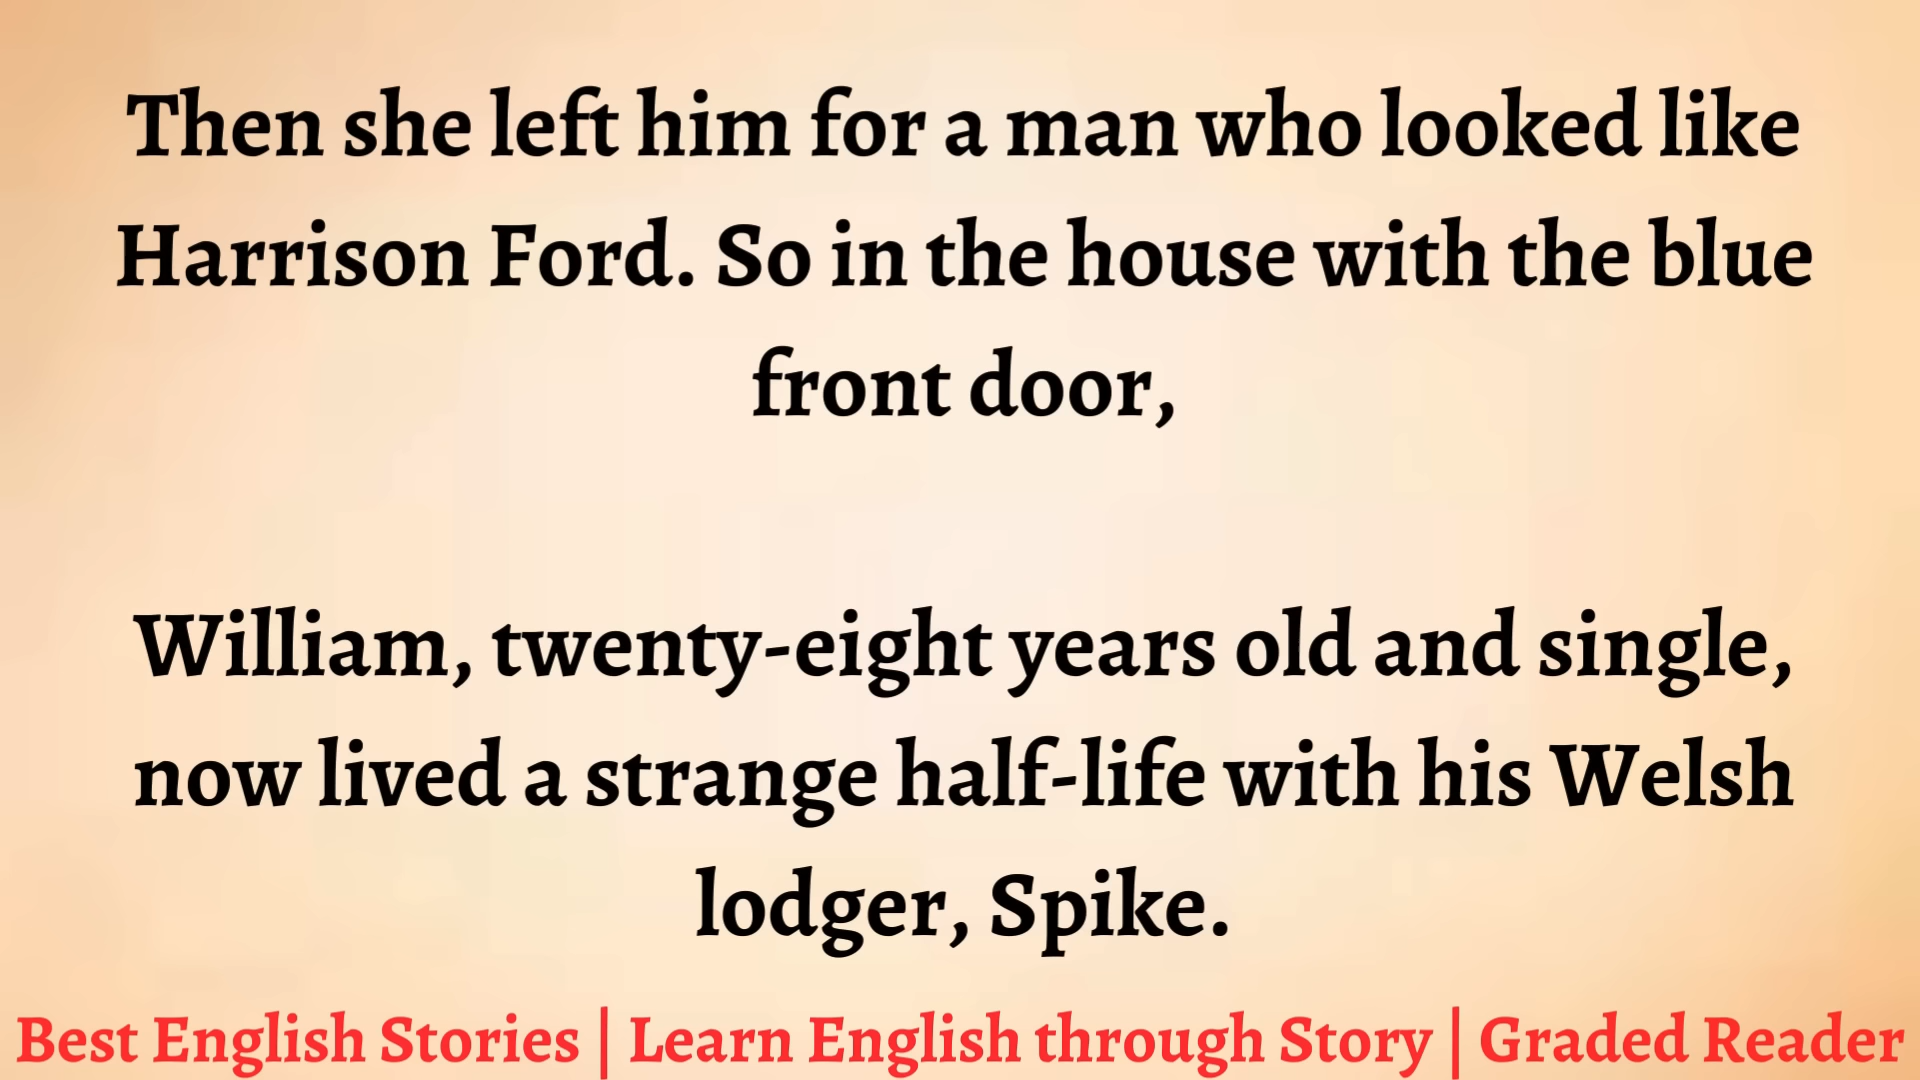 Then she left him for a man who looked like
Harrison Ford. So in the house with the blue
front door,
William, twenty-eight years old and single,
now lived a strange half-life with his Welsh
lodger, Spike.
Best English Stories | Learn English through Story | Graded Reader